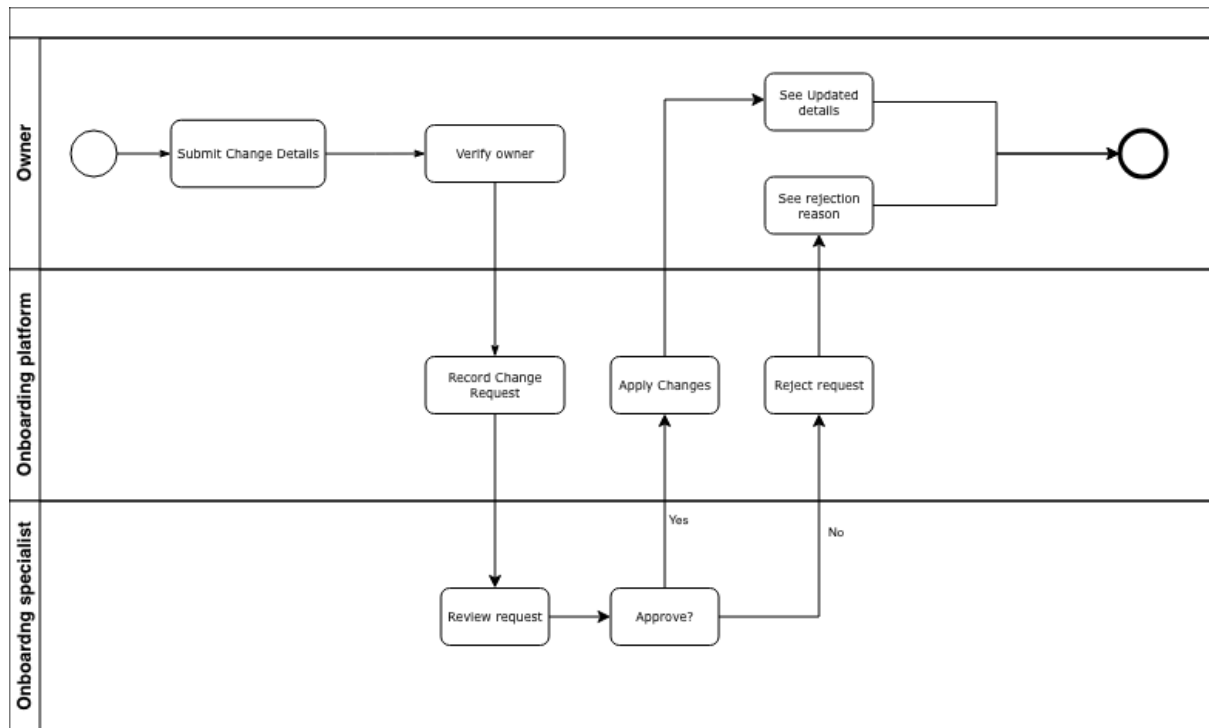 Owner
Submit Change Details
Verify owner
See Updated
details
See rejection
reason
Onboarding platform
Record Change
Request
Apply Changes
Reject request
Onboardng specialist
Yes
No
Review request
Approve?